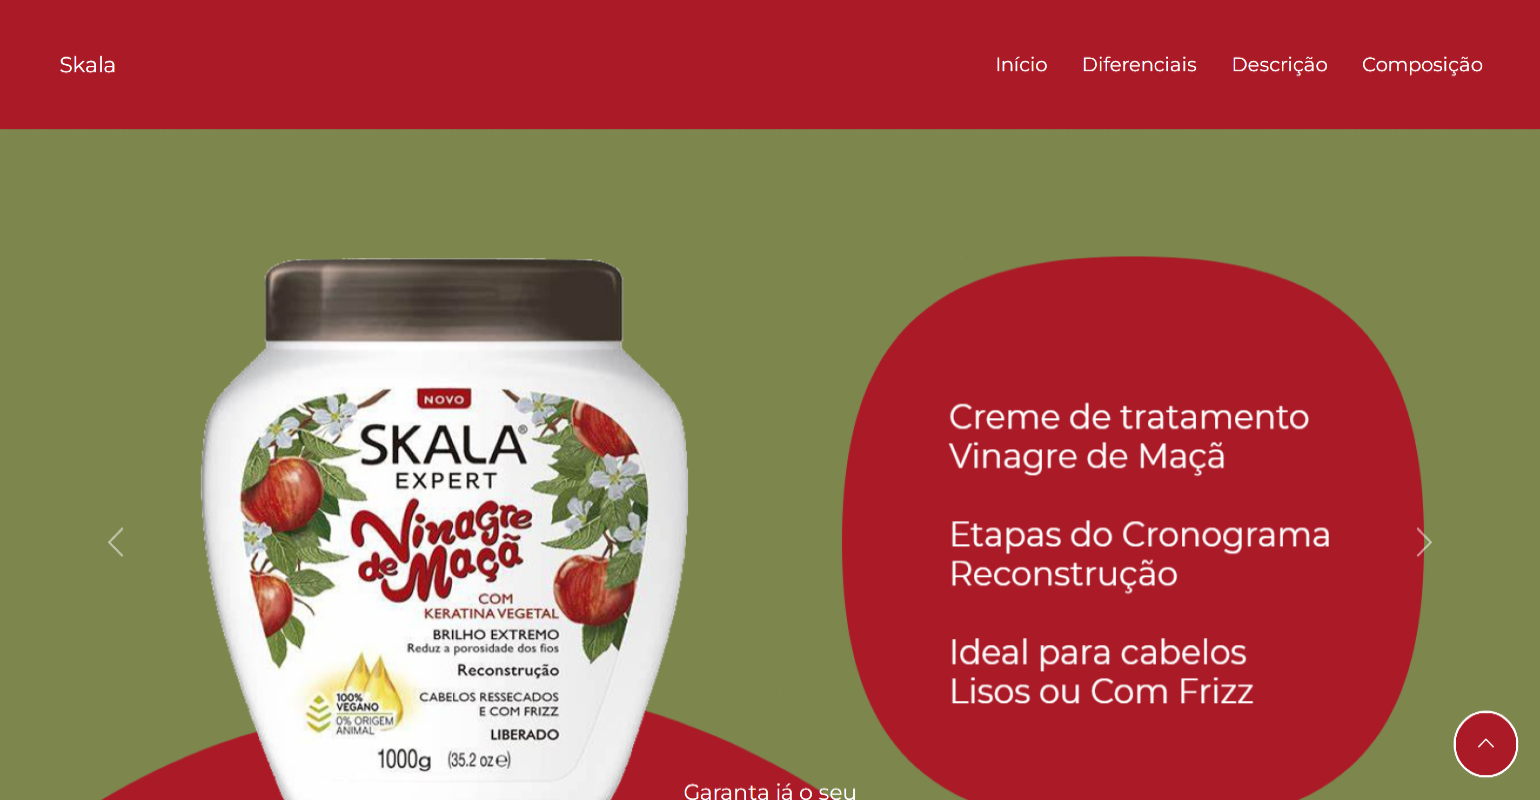 Skala
Início Diferenciais Descrição Composição
NOVO
SKALA®
EXPERT
Vinagre
de Maçã
COM
KERATINA VEGETAL
BRILHO EXTREMO
Reduz a porosidade dos fios
Reconstrução
CABELOS RESSECADOS
E COM FRIZZ
LIBERADO
100%
VEGANO
0% ORIGEM
ANIMAL
1000g (35.2 oz℮)
Creme de tratamento
Vinagre de Maçã
Etapas do Cronograma
Reconstrução
Ideal para cabelos
Lisos ou Com Frizz
Garanta já o seu